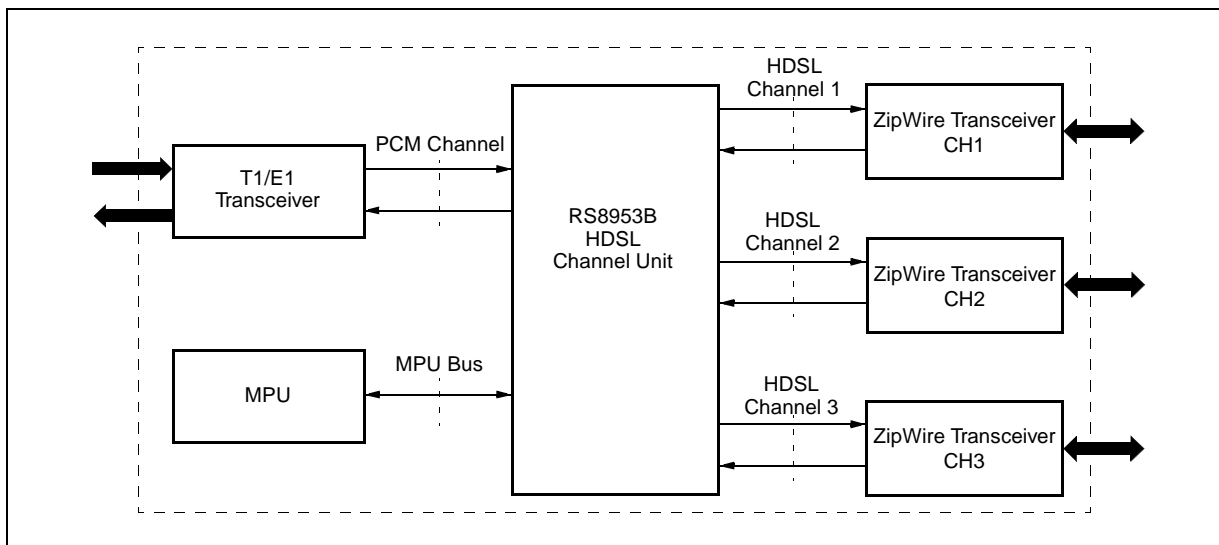 T1/E1
Transceiver
PCM Channel
MPU
MPU Bus
RS8953B
HDSL
Channel Unit
HDSL
Channel 1
ZipWire Transceiver
CH1
HDSL
Channel 2
ZipWire Transceiver
CH2
HDSL
Channel 3
ZipWire Transceiver
CH3